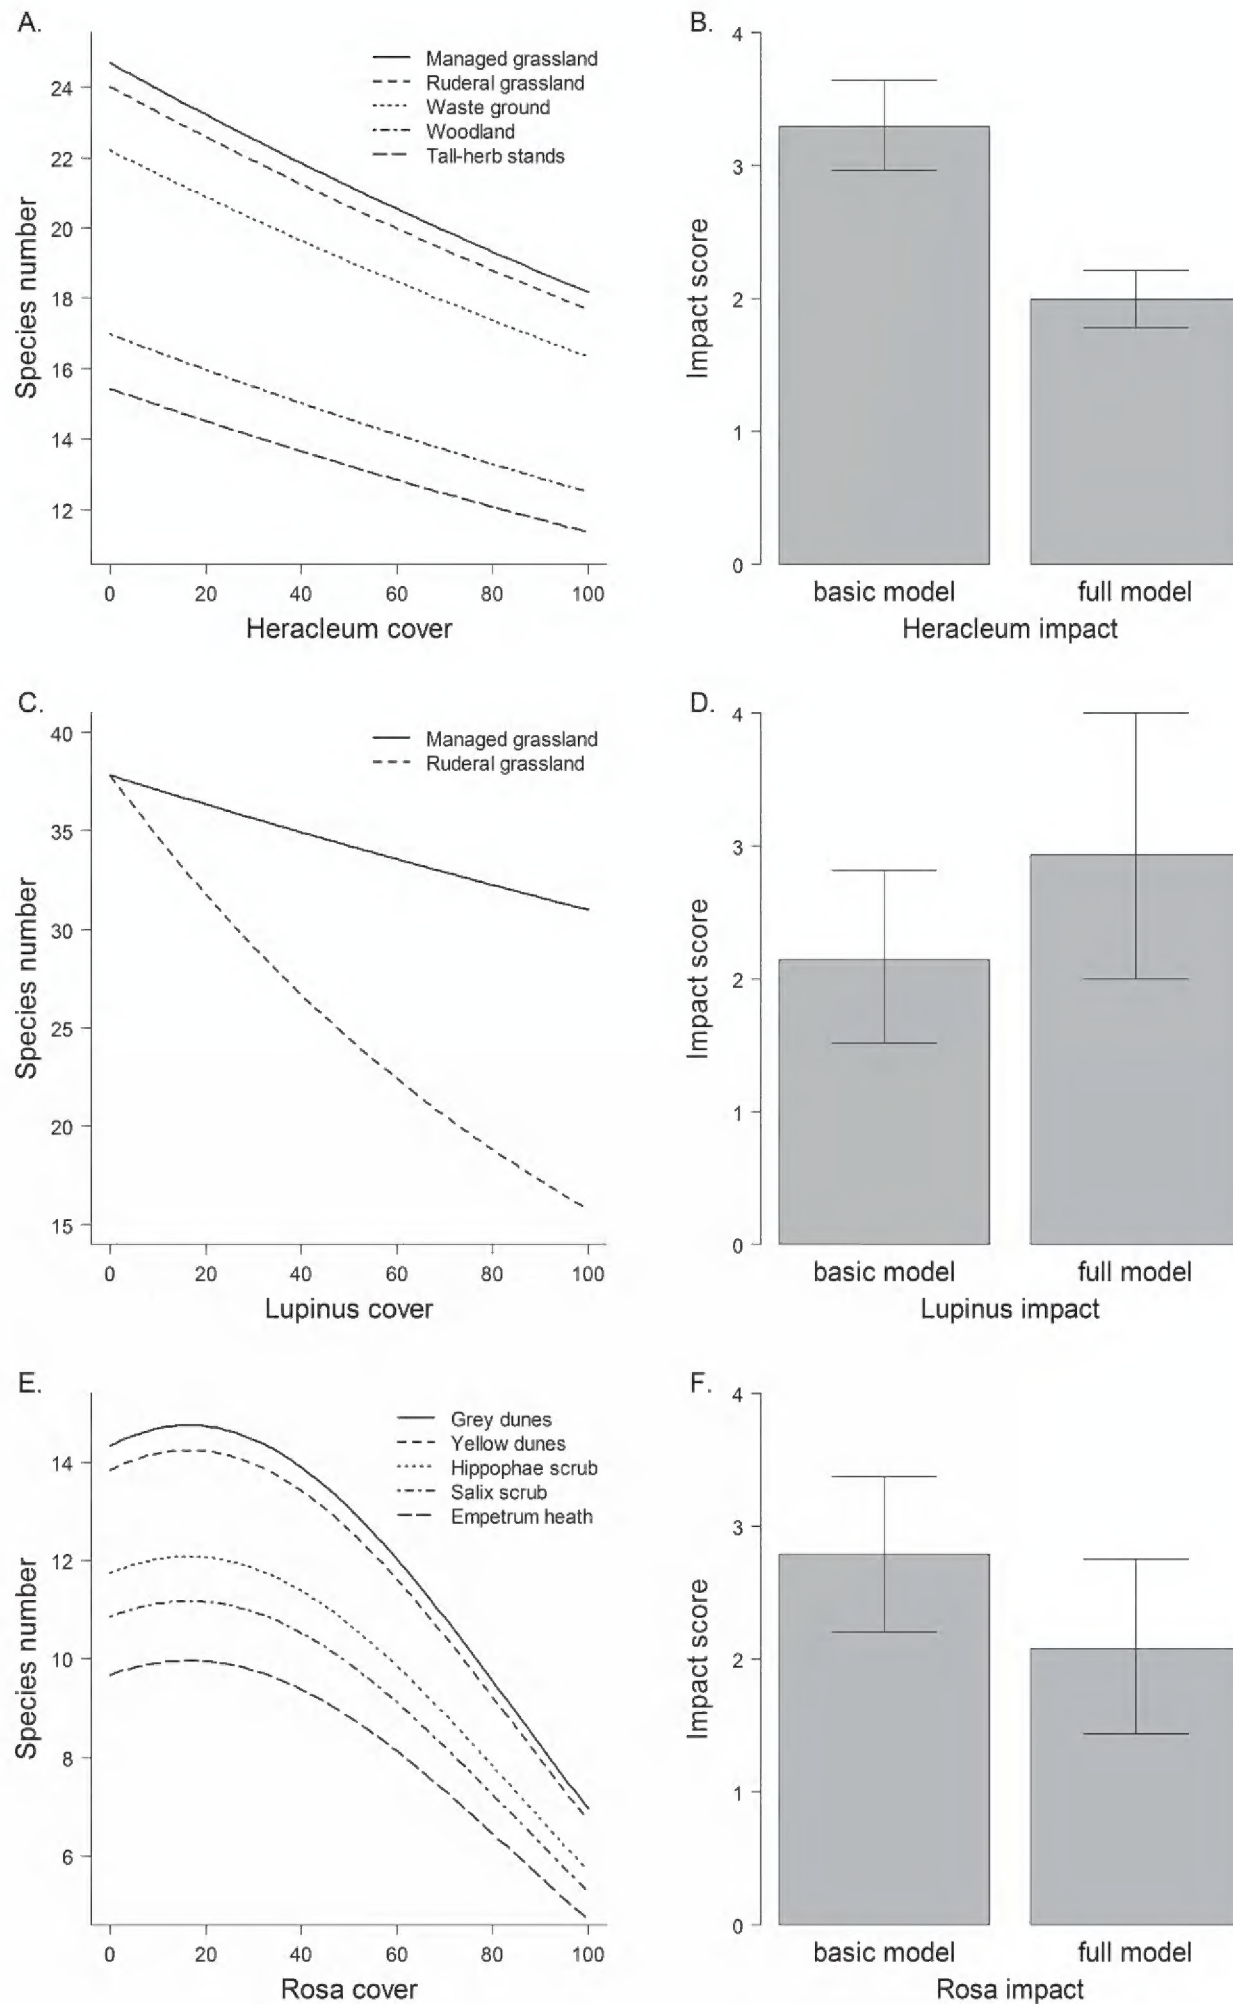 A.
Species number
24
22
20
18
16
14
12
Managed grassland
Ruderal grassland
Waste ground
Woodland
Tall-herb stands
0 20 40 60 80 100
Heracleum cover
B.
Impact score
4
3
2
1
0
basic model full model
Heracleum impact
C.
Species number
40
35
30
25
20
15
Managed grassland
Ruderal grassland
0 20 40 60 80 100
Lupinus cover
D.
Impact score
4
3
2
1
0
basic model full model
Lupinus impact
E.
Species number
14
12
10
8
6
Grey dunes
Yellow dunes
Hippophae scrub
Salix scrub
Empetrum heath
0 20 40 60 80 100
Rosa cover
F.
Impact score
4
3
2
1
0
basic model full model
Rosa impact